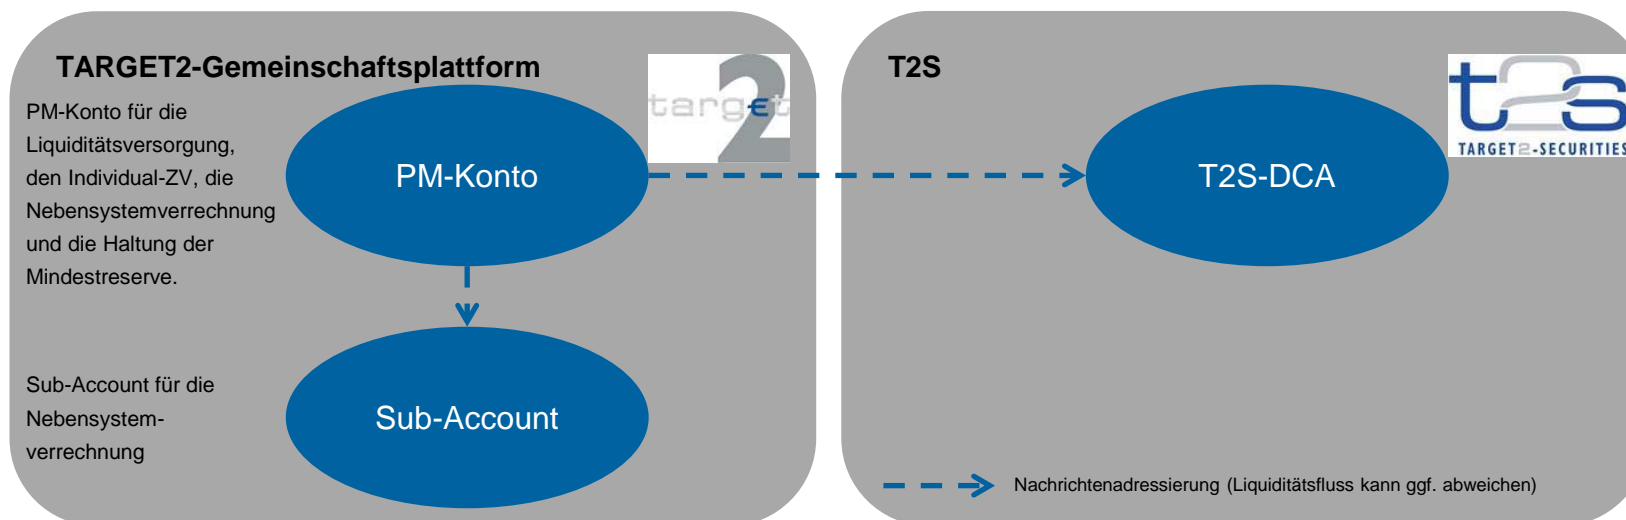 TARGET2-Gemeinschaftsplattform
target
2
PM-Konto für die
Liquiditätsversorgung,
den Individual-ZV, die
Nebensystemverrechnung
und die Haltung der
Mindestreserve.
PM-Konto
Sub-Account für die
Nebensystem-
verrechnung
Sub-Account
T2S
t2s
TARGET2-SECURITIES
T2S-DCA
Nachrichtenadressierung (Liquiditätsfluss kann ggf. abweichen)